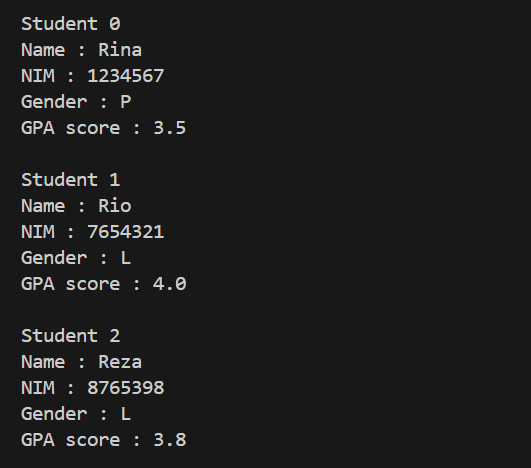 Student 0
Name : Rina
NIM : 1234567
Gender : P
GPA score : 3.5

Student 1
Name : Rio
NIM : 7654321
Gender : L
GPA score : 4.0

Student 2
Name : Reza
NIM : 8765398
Gender : L
GPA score : 3.8